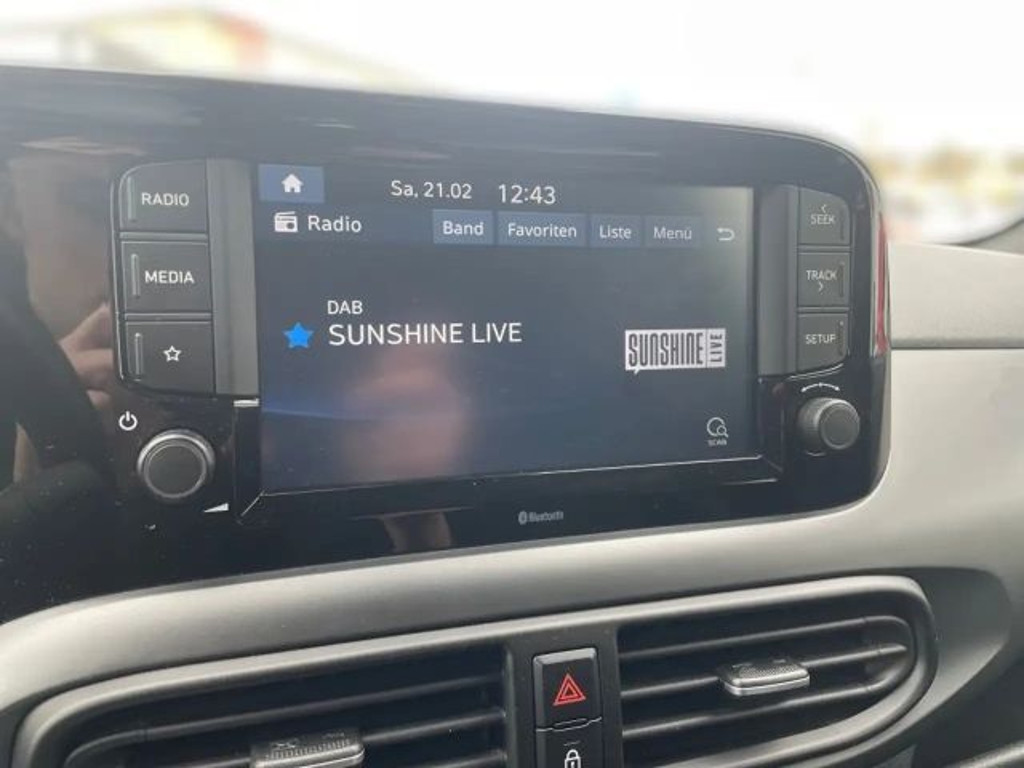 RADIO
MEDIA
Sa, 21.02 12:43
Radio
Band Favoriten Liste Menü
DAB
SUNSHINE LIVE
SUNSHINE LIVE
SCAN
SEEK
TRACK
SETUP
Bluetooth